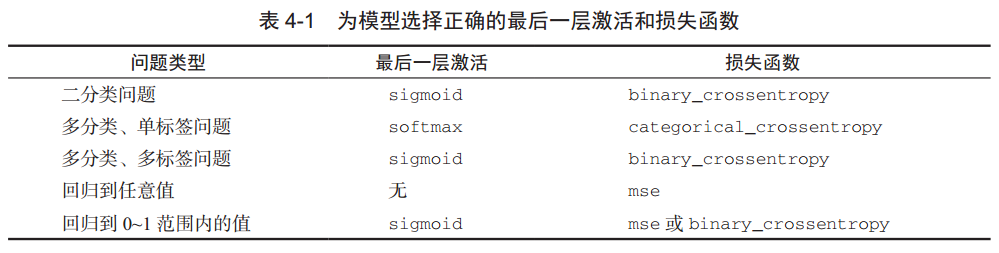 表 4-1 为模型选择正确的最后一层激活和损失函数
问题类型 最后一层激活 损失函数
二分类问题 sigmoid binary_crossentropy
多分类、单标签问题 softmax categorical_crossentropy
多分类、多标签问题 sigmoid binary_crossentropy
回归到任意值 无 mse
回归到 0~1 范围内的值 sigmoid mse 或 binary_crossentropy